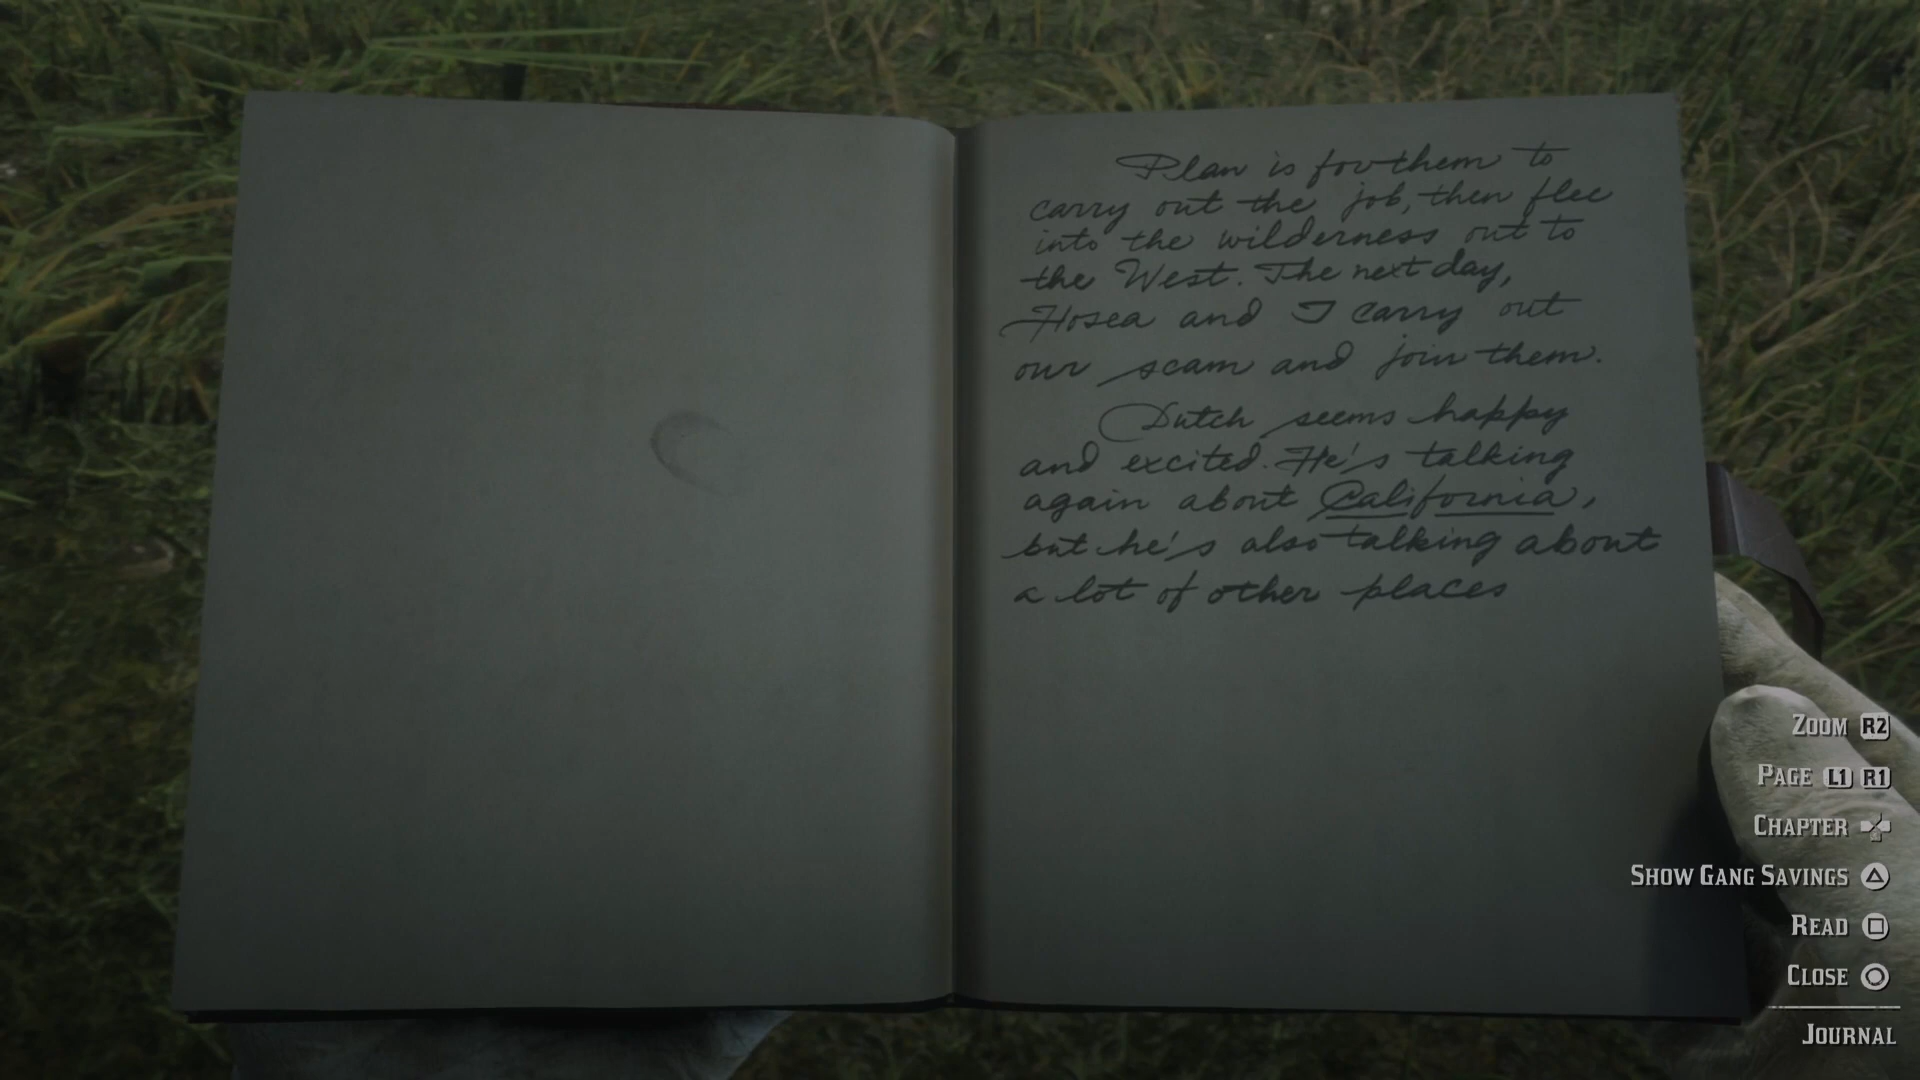 Plan is for them to
carry out the job, then flee
into the wilderness out to
the West. The next day,
Hosea and I carry out
our scam and join them.
Dutch seems happy
and excited. He's talking
again about California,
but he's also talking about
a lot of other places
ZOOM R2
PAGE L1 R1
CHAPTER
SHOW GANG SAVINGS
READ
CLOSE
JOURNAL